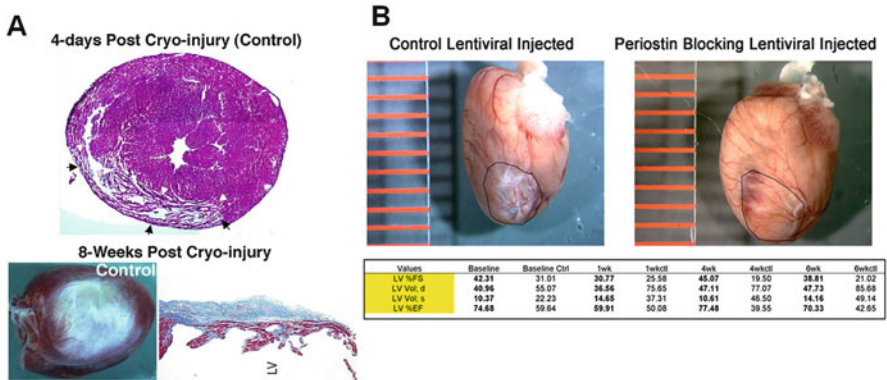 A
4-days Post Cryo-injury (Control)
8-Weeks Post Cryo-injury
Control
LV
B
Control Lentiviral Injected
Periostin Blocking Lentiviral Injected
Values Baseline Baseline Ctrl 1wk 1wkctl 4wk 4wkctl 6wk 6wkctl
LV %FS 42.31 31.01 30.77 25.58 45.07 19.50 38.81 21.02
LV Vol; d 40.96 55.07 36.56 75.65 47.11 77.07 47.73 85.68
LV Vol; s 10.37 22.23 14.65 37.31 10.61 46.50 14.16 49.14
LV %EF 74.68 59.64 59.91 50.08 77.48 39.55 70.33 42.65